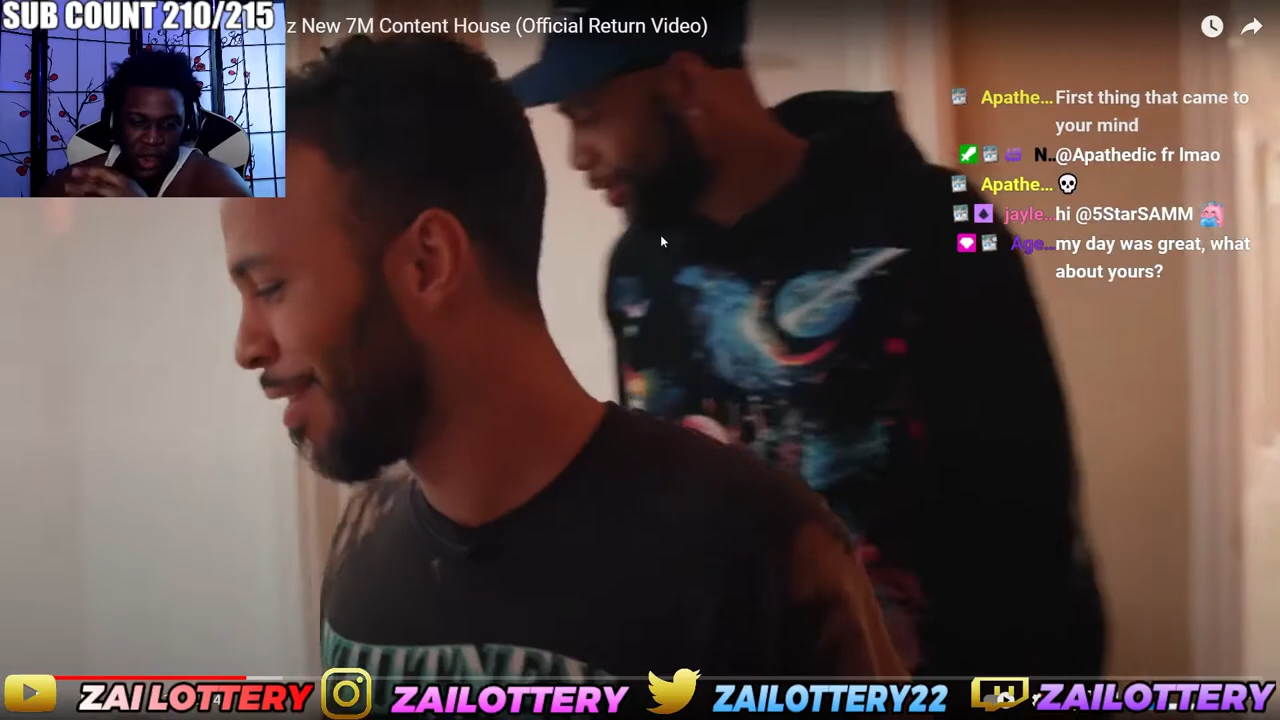 SUB COUNT 210/215
z New 7M Content House (Official Return Video)
Apathe... First thing that came to
your mind
N.. @Apathedic fr lmao
Apathe...
jayle.. hi @5StarSAMM
Age... my day was great, what
about yours?
ZAI LOTTERY
ZAILOTTERY
ZAILOTTERY22
ZAILOTTERY